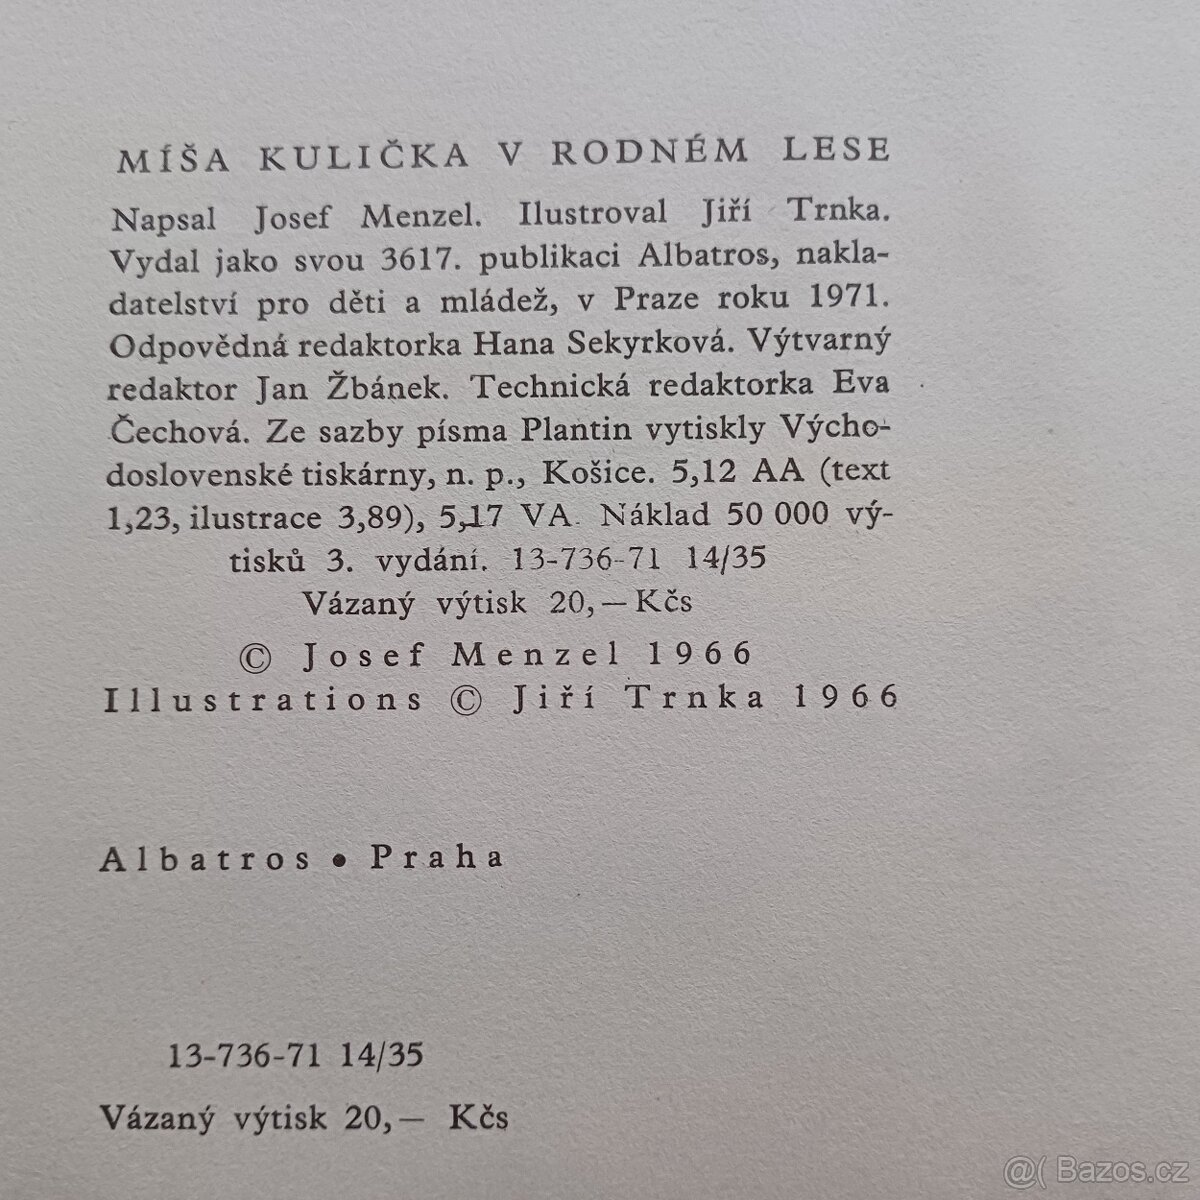 MÍŠA KULIČKA V RODNÉM LESE
Napsal Josef Menzel. Ilustroval Jiří Trnka.
Vydal jako svou 3617. publikaci Albatros, nakla-
datelství pro děti a mládež, v Praze roku 1971.
Odpovědná redaktorka Hana Sekyrková. Výtvarný
redaktor Jan Žbánek. Technická redaktorka Eva
Čechová. Ze sazby písma Plantin vytiskly Výcho-
doslovenské tiskárny, n. p., Košice. 5,12 AA (text
1,23, ilustrace 3,89), 5,17 VA. Náklad 50 000 vý-
tisků 3. vydání. 13-736-71 14/35
Vázaný výtisk 20,— Kčs
© Josef Menzel 1966
Illustrations © Jiří Trnka 1966
Albatros • Praha
13-736-71 14/35
Vázaný výtisk 20,— Kčs
@( Bazos.cz